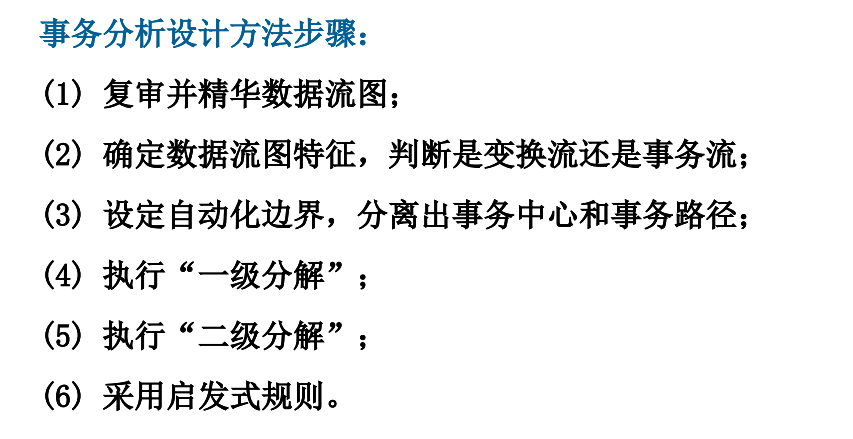 事务分析设计方法步骤：
(1) 复审并精华数据流图；
(2) 确定数据流图特征，判断是变换流还是事务流；
(3) 设定自动化边界，分离出事务中心和事务路径；
(4) 执行“一级分解”；
(5) 执行“二级分解”；
(6) 采用启发式规则。